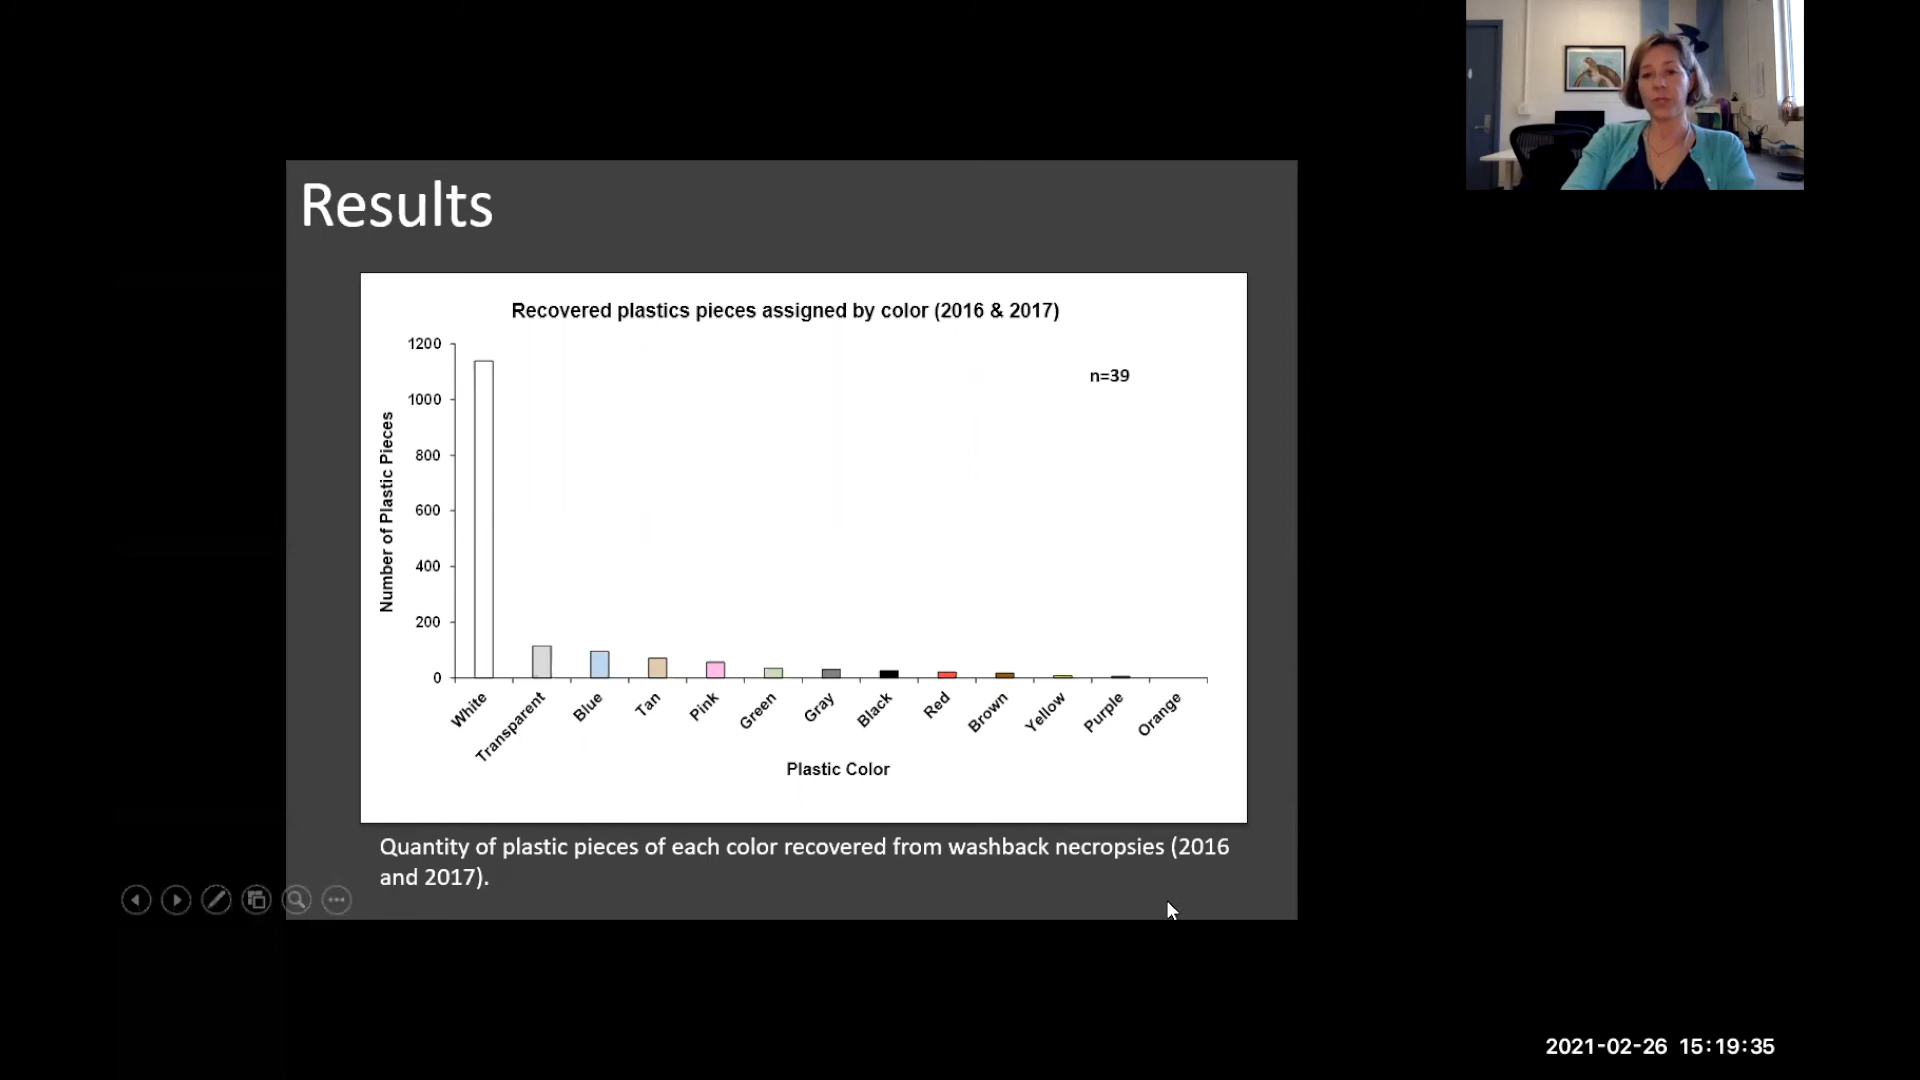 Results
Recovered plastics pieces assigned by color (2016 & 2017)
n=39
Number of Plastic Pieces
1200
1000
800
600
400
200
0
White
Transparent
Blue
Tan
Pink
Green
Gray
Black
Red
Brown
Yellow
Purple
Orange
Plastic Color
Quantity of plastic pieces of each color recovered from washback necropsies (2016
and 2017).
2021-02-26 15:19:35